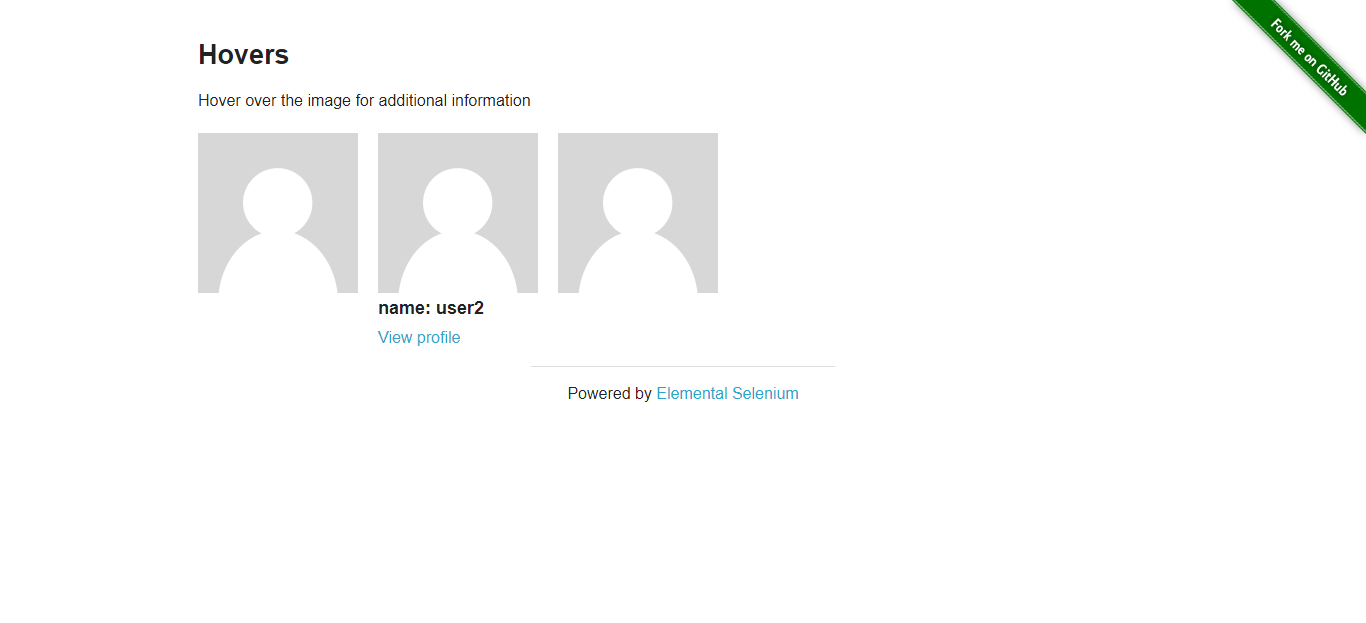 Fork me on GitHub
Hovers
Hover over the image for additional information
name: user2
View profile
Powered by Elemental Selenium